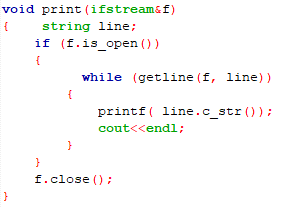 void print(ifstream&f)
{    string line;
    if (f.is_open())
    {
          while (getline(f, line))
        {
            printf( line.c_str());
            cout<<endl;
        }
    }
    f.close();
}